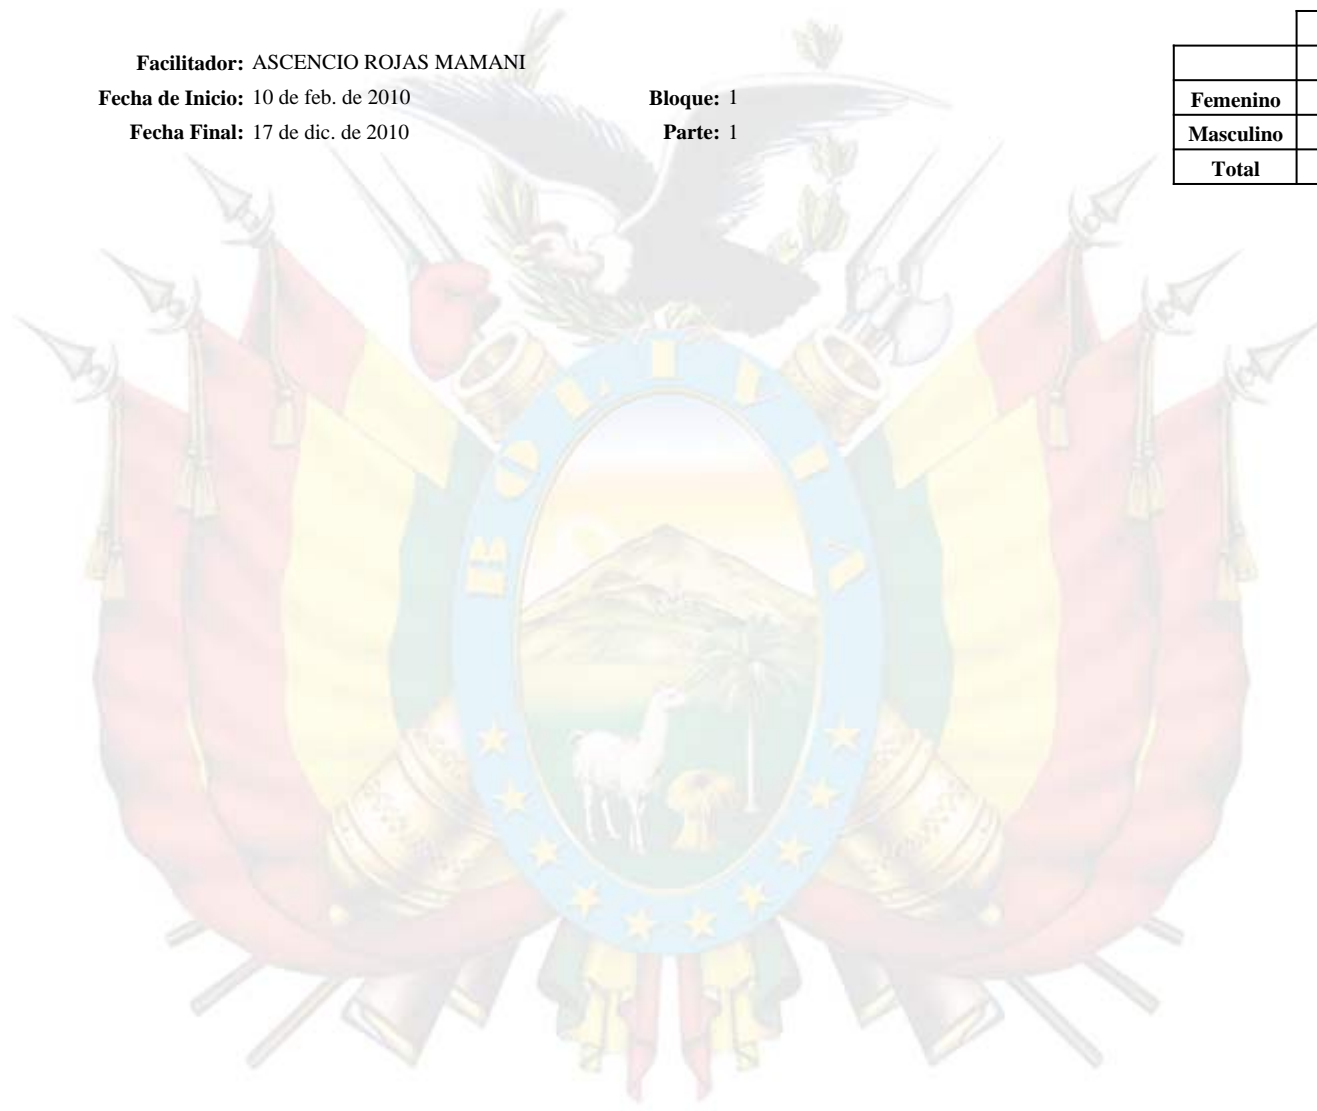 Facilitador: ASCENCIO ROJAS MAMANI
Fecha de Inicio: 10 de feb. de 2010 Bloque: 1
Fecha Final: 17 de dic. de 2010 Parte: 1
Femenino
Masculino
Total
BOLIVIA